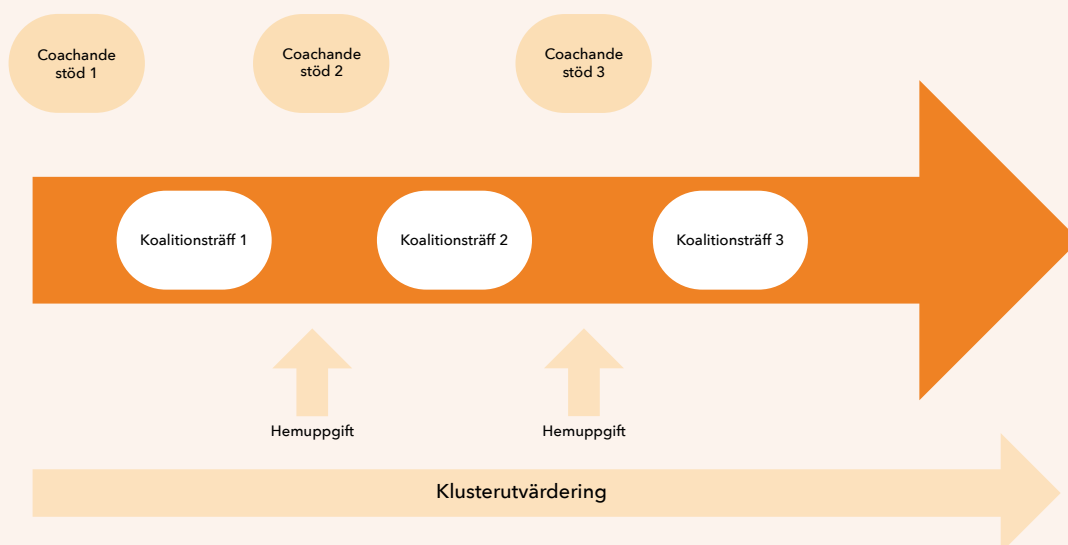 Coachande
stöd 1
Coachande
stöd 2
Coachande
stöd 3
Koalitionsträff 1
Koalitionsträff 2
Koalitionsträff 3
Hemuppgift
Hemuppgift
Klusterutvärdering